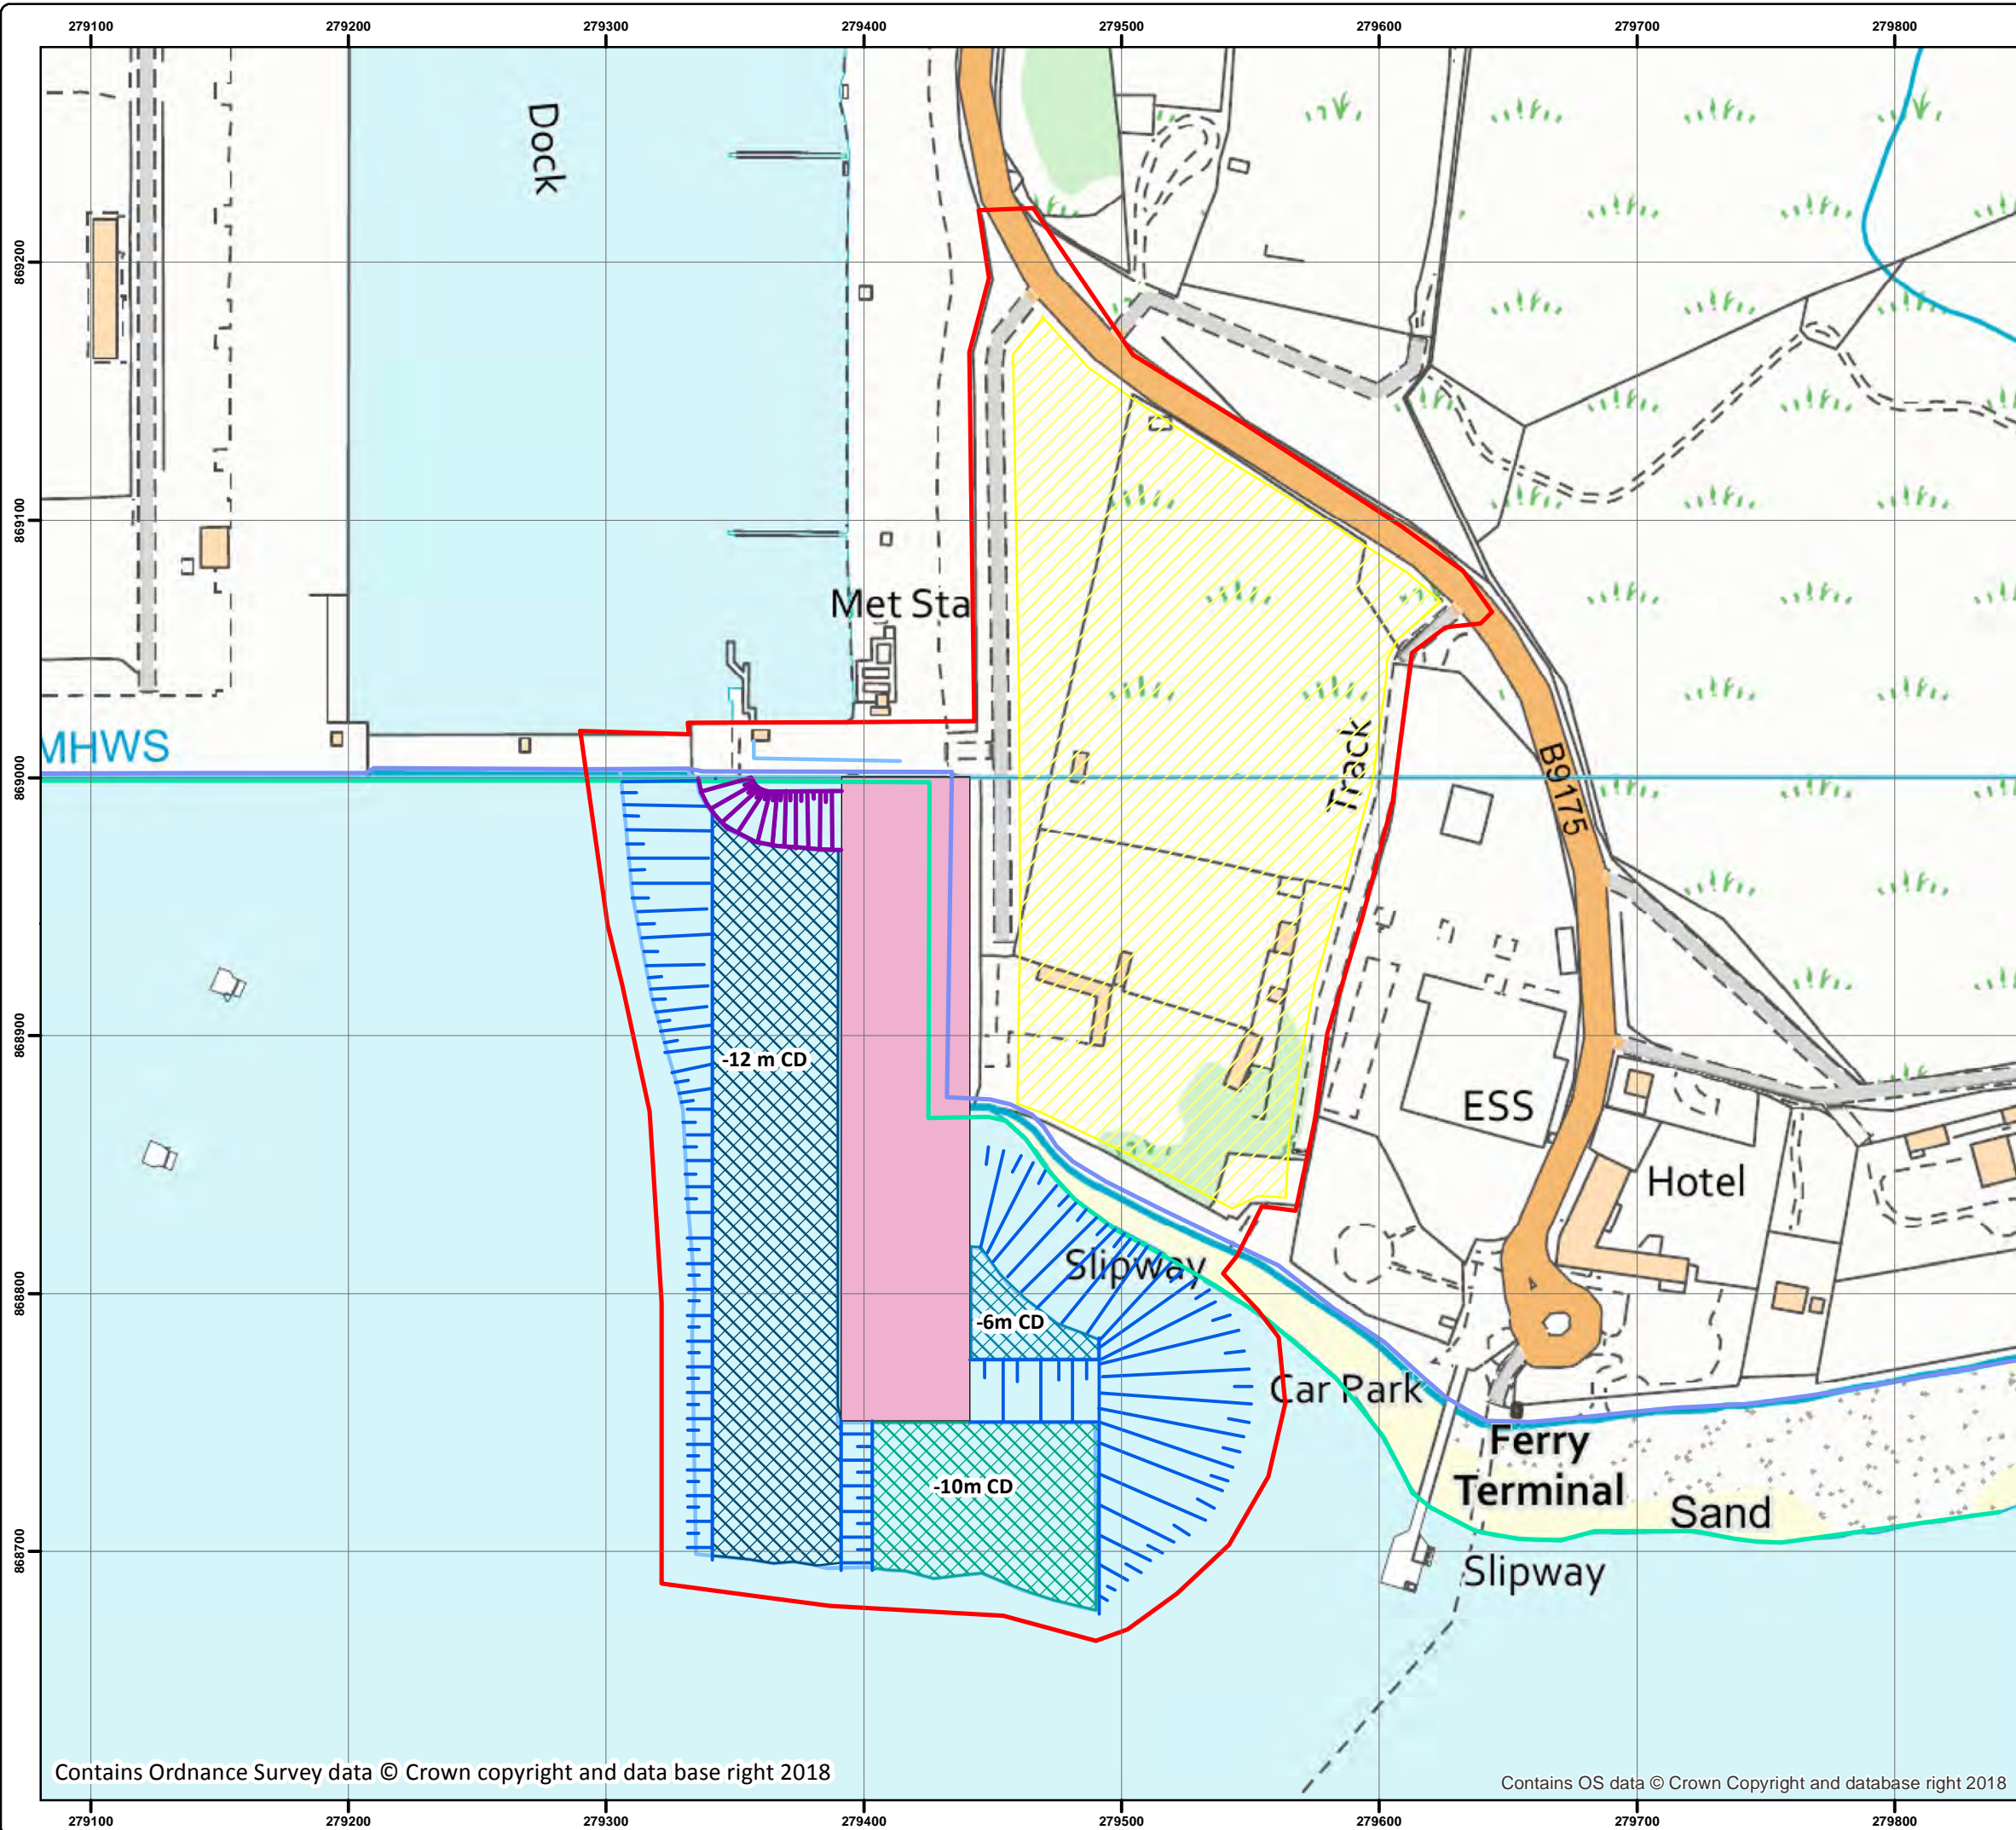 279100 279200 279300 279400 279500 279600 279700 279800
Dock
869200
869100
Met Sta
MHWS
869000
Track
B9175
868900
-12 m CD
ESS
Hotel
Slipway
868800
-6m CD
Car Park
Ferry
Terminal
-10m CD
Sand
868700
Slipway
Contains Ordnance Survey data © Crown copyright and data base right 2018
Contains OS data © Crown Copyright and database right 2018
279100 279200 279300 279400 279500 279600 279700 279800